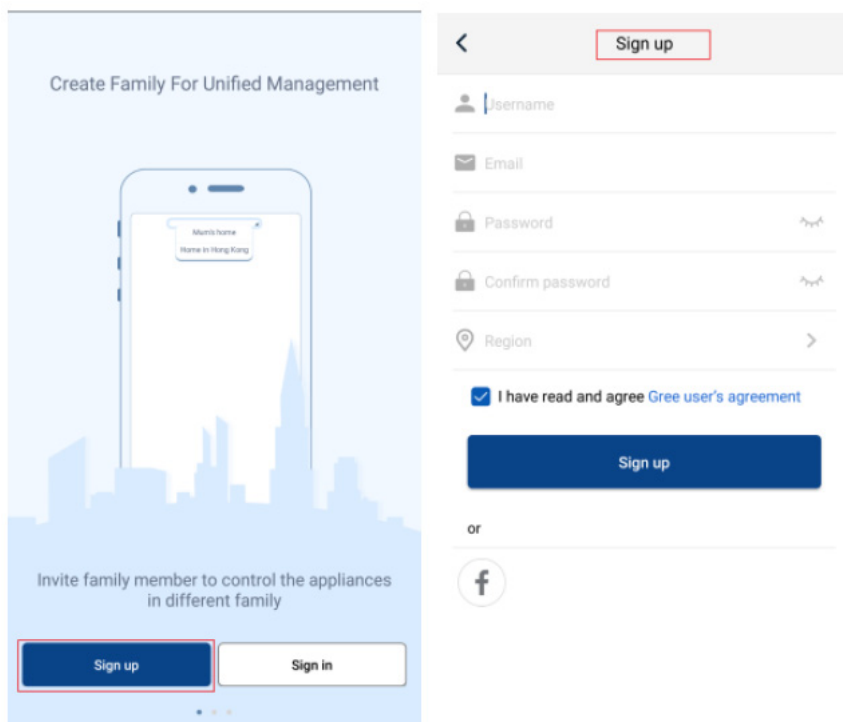 Create Family For Unified Management
Mum's home
Home in Hong Kong
Invite family member to control the appliances
in different family
Sign up
Sign in
Sign up
Username
Email
Password
Confirm password
Region
I have read and agree Gree user's agreement
Sign up
or
f